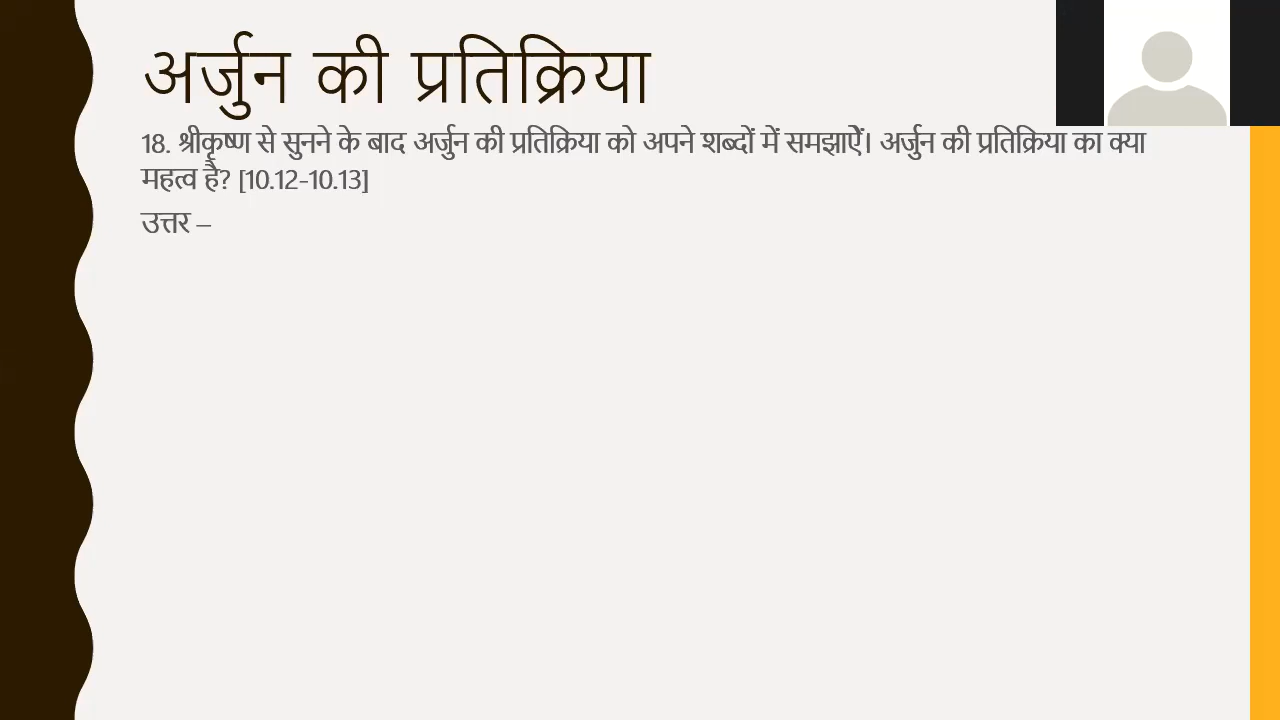 अर्जुन की प्रतिक्रिया
18. श्रीकृष्ण से सुनने के बाद अर्जुन की प्रतिक्रिया को अपने शब्दों में समझाऐं। अर्जुन की प्रतिक्रिया का क्या
महत्व है? [10.12-10.13]
उत्तर –